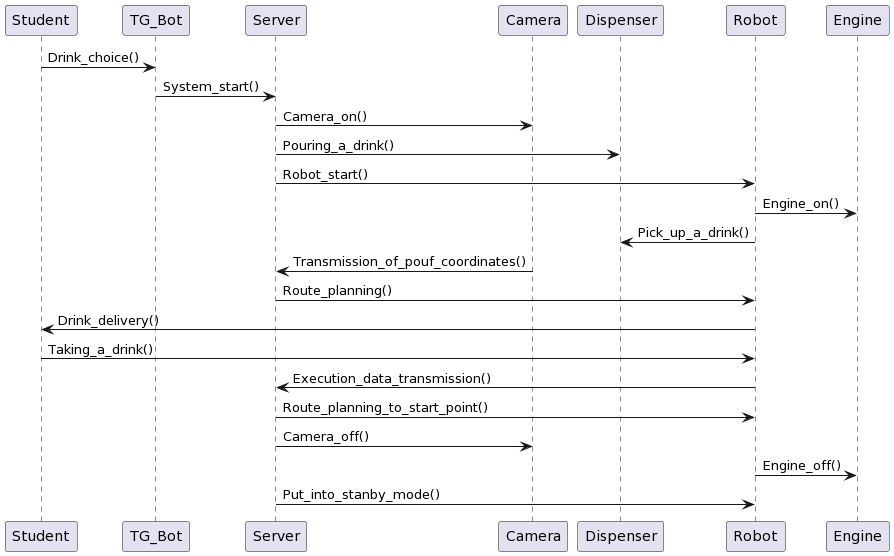 Student TG_Bot Server Camera Dispenser Robot Engine
Drink_choice()
System_start()
Camera_on()
Pouring_a_drink()
Robot_start()
Engine_on()
Pick_up_a_drink()
Transmission_of_pouf_coordinates()
Route_planning()
Drink_delivery()
Taking_a_drink()
Execution_data_transmission()
Route_planning_to_start_point()
Camera_off()
Engine_off()
Put_into_stanby_mode()
Student TG_Bot Server Camera Dispenser Robot Engine